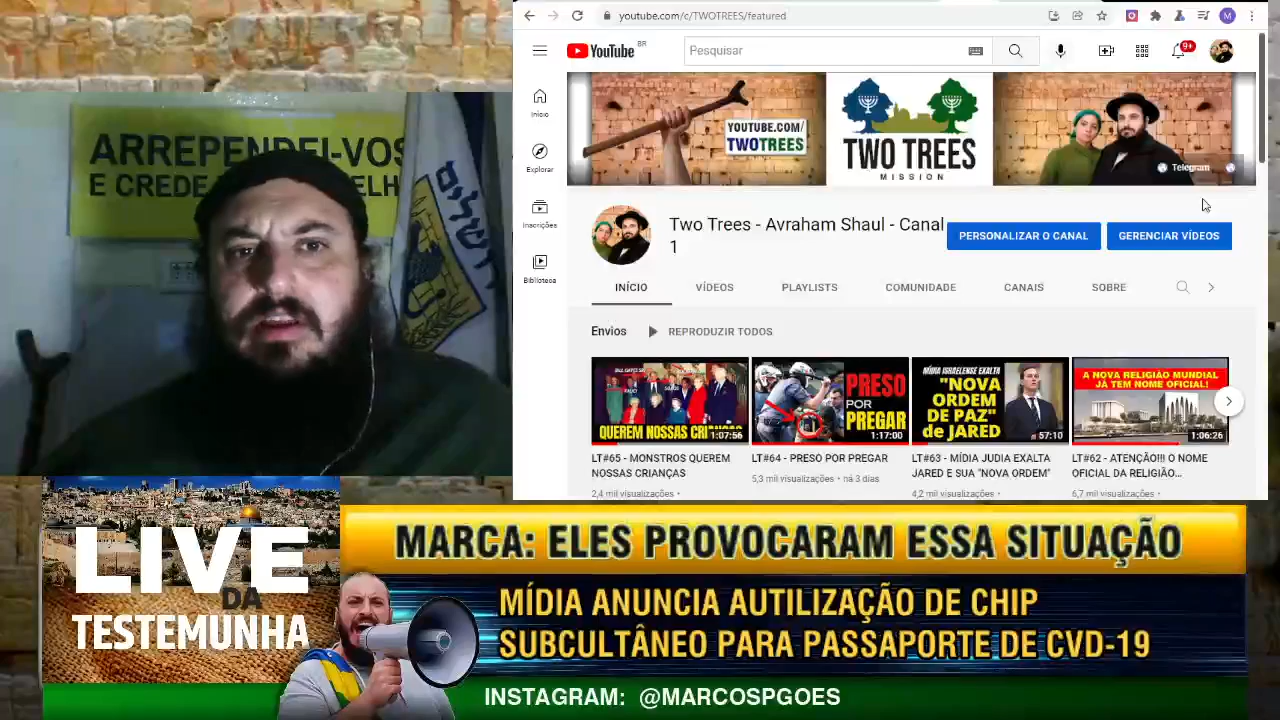 youtube.com/c/TWOTREES/featured
M
YouTube BR
Pesquisar
9+
Início
Explorar
Inscrições
Biblioteca
YOUTUBE.COM/
TWOTREES
TWO TREES
MISSION
Telegram
Two Trees - Avraham Shaul - Canal
1
PERSONALIZAR O CANAL
GERENCIAR VÍDEOS
INÍCIO
VÍDEOS
PLAYLISTS
COMUNIDADE
CANAIS
SOBRE
Envios
REPRODUZIR TODOS
QUEREM NOSSAS CRIANÇAS
1:07:56
PRESO
POR
PREGAR
1:17:00
MÍDIA ISRAELENSE EXALTA
"NOVA
ORDEM
DE PAZ"
de JARED
57:10
A NOVA RELIGIÃO MUNDIAL
JÁ TEM NOME OFICIAL!
1:06:26
LT#65 - MONSTROS QUEREM
NOSSAS CRIANÇAS
2,4 mil visualizações •
LT#64 - PRESO POR PREGAR
5,3 mil visualizações • há 3 dias
LT#63 - MÍDIA JUDIA EXALTA
JARED E SUA "NOVA ORDEM"
4,2 mil visualizações •
LT#62 - ATENÇÃO!!! O NOME
OFICIAL DA RELIGIÃO...
6,7 mil visualizações •
ARREPENDEI-VOS
E CREDE
ELH
ירושלים
LIVE
DA
TESTEMUNHA
MARCA: ELES PROVOCARAM ESSA SITUAÇÃO
MÍDIA ANUNCIA AUTILIZAÇÃO DE CHIP
SUBCULTÂNEO PARA PASSAPORTE DE CVD-19
INSTAGRAM: @MARCOSPGOES